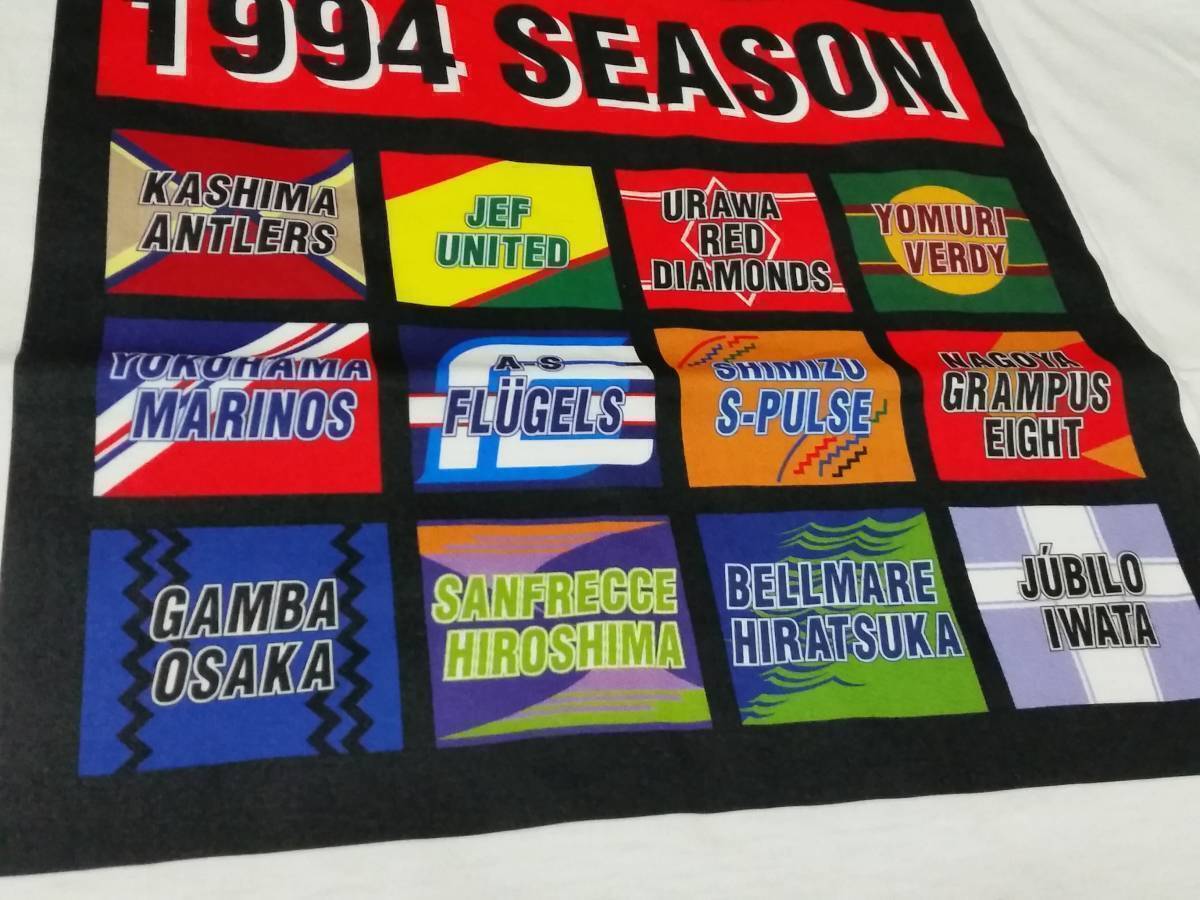 1994 SEASON
KASHIMA
ANTLERS
JEF
UNITED
URAWA
RED
DIAMONDS
YOMIURI
VERDY
YOKOHAMA
MARINOS
A-S
FLÜGELS
SHIMIZU
S-PULSE
NAGOYA
GRAMPUS
EIGHT
GAMBA
OSAKA
SANFRECCE
HIROSHIMA
BELLMARE
HIRATSUKA
JÚBILO
IWATA